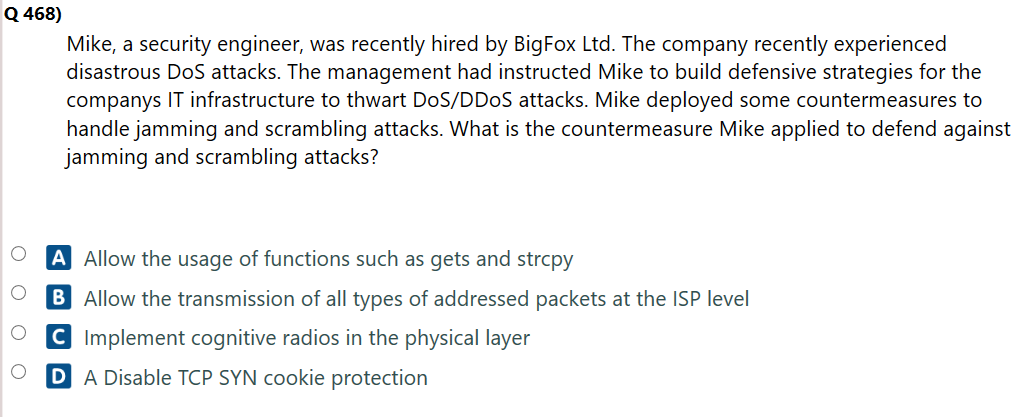 Q 468)
Mike, a security engineer, was recently hired by BigFox Ltd. The company recently experienced
disastrous DoS attacks. The management had instructed Mike to build defensive strategies for the
companys IT infrastructure to thwart DoS/DDoS attacks. Mike deployed some countermeasures to
handle jamming and scrambling attacks. What is the countermeasure Mike applied to defend against
jamming and scrambling attacks?
A Allow the usage of functions such as gets and strcpy
B Allow the transmission of all types of addressed packets at the ISP level
C Implement cognitive radios in the physical layer
D A Disable TCP SYN cookie protection